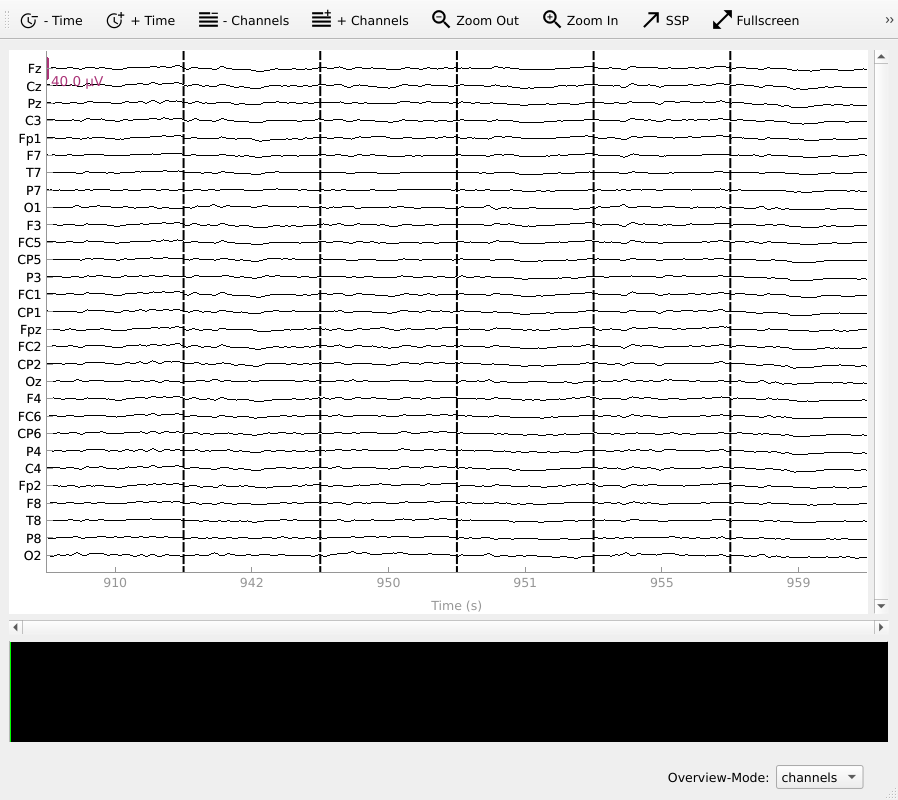 - Time + Time - Channels + Channels Zoom Out Zoom In SSP Fullscreen »
Fz
40.0 µV
Cz
Pz
C3
Fp1
F7
T7
P7
O1
F3
FC5
CP5
P3
FC1
CP1
Fpz
FC2
CP2
Oz
F4
FC6
CP6
P4
C4
Fp2
F8
T8
P8
O2
910 942 950 951 955 959
Time (s)
Overview-Mode: channels